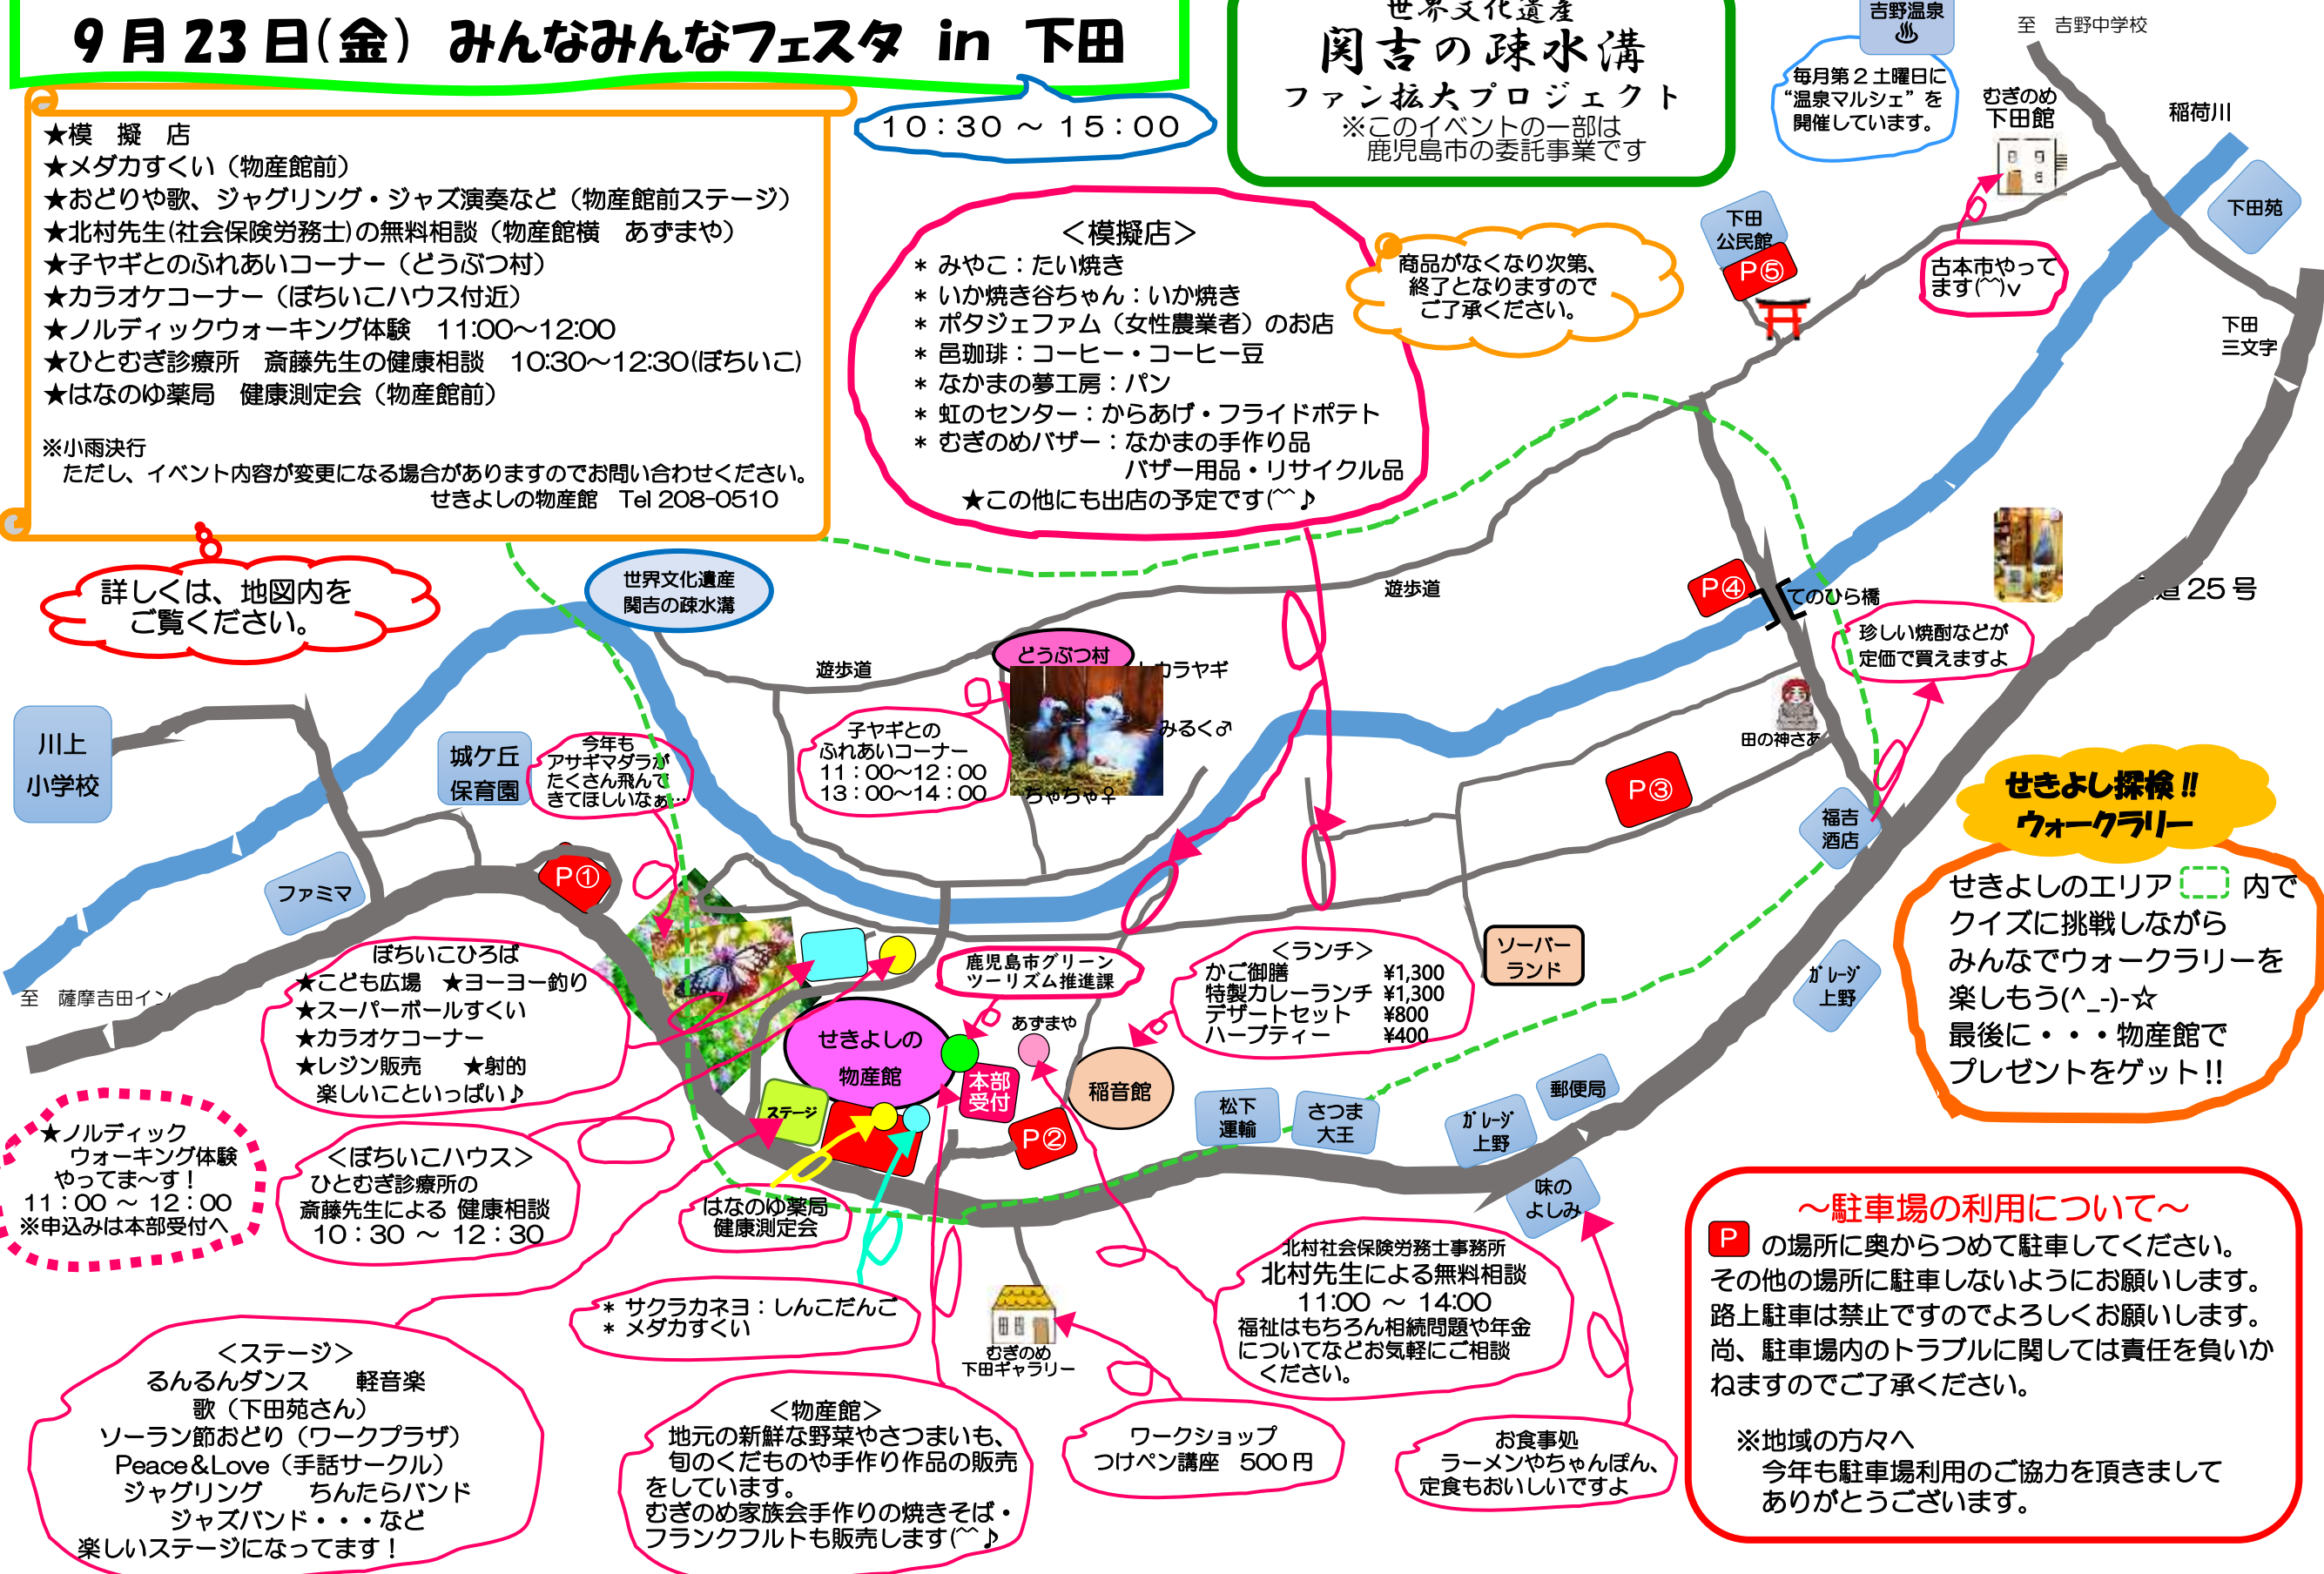 9月23日(金) みんなみんなフェスタ in 下田
10:30 ～ 15:00
世界文化遺産
関吉の疎水溝
ファン拡大プロジェクト
※このイベントの一部は
鹿児島市の委託事業です
吉野温泉
毎月第2土曜日に
“温泉マルシェ”を
開催しています。
至 吉野中学校
むぎのめ
下田館
稲荷川
下田苑
★模 擬 店
★メダカすくい（物産館前）
★おどりや歌、ジャグリング・ジャズ演奏など（物産館前ステージ）
★北村先生(社会保険労務士)の無料相談（物産館横 あずまや）
★子ヤギとのふれあいコーナー（どうぶつ村）
★カラオケコーナー（ぽちいこハウス付近）
★ノルディックウォーキング体験 11:00～12:00
★ひとむぎ診療所 斎藤先生の健康相談 10:30～12:30(ぽちいこ)
★はなのゆ薬局 健康測定会（物産館前）
※小雨決行
ただし、イベント内容が変更になる場合がありますのでお問い合わせください。
せきよしの物産館 Tel 208-0510
詳しくは、地図内を
ご覧ください。
＜模擬店＞
* みやこ：たい焼き
* いか焼き谷ちゃん：いか焼き
* ポタジェファム（女性農業者）のお店
* 邑珈琲：コーヒー・コーヒー豆
* なかまの夢工房：パン
* 虹のセンター：からあげ・フライドポテト
* むぎのめバザー：なかまの手作り品
バザー用品・リサイクル品
★この他にも出店の予定です(^^♪
商品がなくなり次第、
終了となりますので
ご了承ください。
下田
公民館
P⑤
古本市やって
ます(^^)v
下田
三文字
世界文化遺産
関吉の疎水溝
遊歩道
遊歩道
どうぶつ村
トカラヤギ
みるく♂
ちゃちゃ♀
子ヤギとの
ふれあいコーナー
11：00～12：00
13：00～14：00
P④
てのひら橋
道25号
珍しい焼酎などが
定価で買えますよ
田の神さあ
P③
福吉
酒店
川上
小学校
城ケ丘
保育園
今年も
アサギマダラが
たくさん飛んで
きてほしいなぁ…
ファミマ
P①
至 薩摩吉田イン
せきよし探検!!
ウォークラリー
せきよしのエリア 内で
クイズに挑戦しながら
みんなでウォークラリーを
楽しもう(^_-)-☆
最後に・・・物産館で
プレゼントをゲット!!
ぽちいこひろば
★こども広場 ★ヨーヨー釣り
★スーパーボールすくい
★カラオケコーナー
★レジン販売 ★射的
楽しいこといっぱい♪
鹿児島市グリーン
ツーリズム推進課
＜ランチ＞
かご御膳 ¥1,300
特製カレーランチ ¥1,300
デザートセット ¥800
ハーブティー ¥400
ソーバー
ランド
ガレージ
上野
せきよしの
物産館
あずまや
本部
受付
稲音館
ステージ
P②
松下
運輸
さつま
大王
ガレージ
上野
郵便局
味の
よしみ
★ノルディック
ウォーキング体験
やってま～す！
11：00 ～ 12：00
※申込みは本部受付へ
＜ぽちいこハウス＞
ひとむぎ診療所の
斎藤先生による 健康相談
10：30 ～ 12：30
はなのゆ薬局
健康測定会
* サクラカネヨ：しんこだんご
* メダカすくい
むぎのめ
下田ギャラリー
北村社会保険労務士事務所
北村先生による無料相談
11:00 ～ 14:00
福祉はもちろん相続問題や年金
についてなどお気軽にご相談
ください。
＜ステージ＞
るんるんダンス 軽音楽
歌（下田苑さん）
ソーラン節おどり（ワークプラザ）
Peace＆Love（手話サークル）
ジャグリング ちんたらバンド
ジャズバンド・・・など
楽しいステージになってます！
＜物産館＞
地元の新鮮な野菜やさつまいも、
旬のくだものや手作り作品の販売
をしています。
むぎのめ家族会手作りの焼きそば・
フランクフルトも販売します(^^♪
ワークショップ
つけペン講座 500円
お食事処
ラーメンやちゃんぽん、
定食もおいしいですよ
～駐車場の利用について～
P の場所に奥からつめて駐車してください。
その他の場所に駐車しないようにお願いします。
路上駐車は禁止ですのでよろしくお願いします。
尚、駐車場内のトラブルに関しては責任を負いか
ねますのでご了承ください。
※地域の方々へ
今年も駐車場利用のご協力を頂きまして
ありがとうございます。